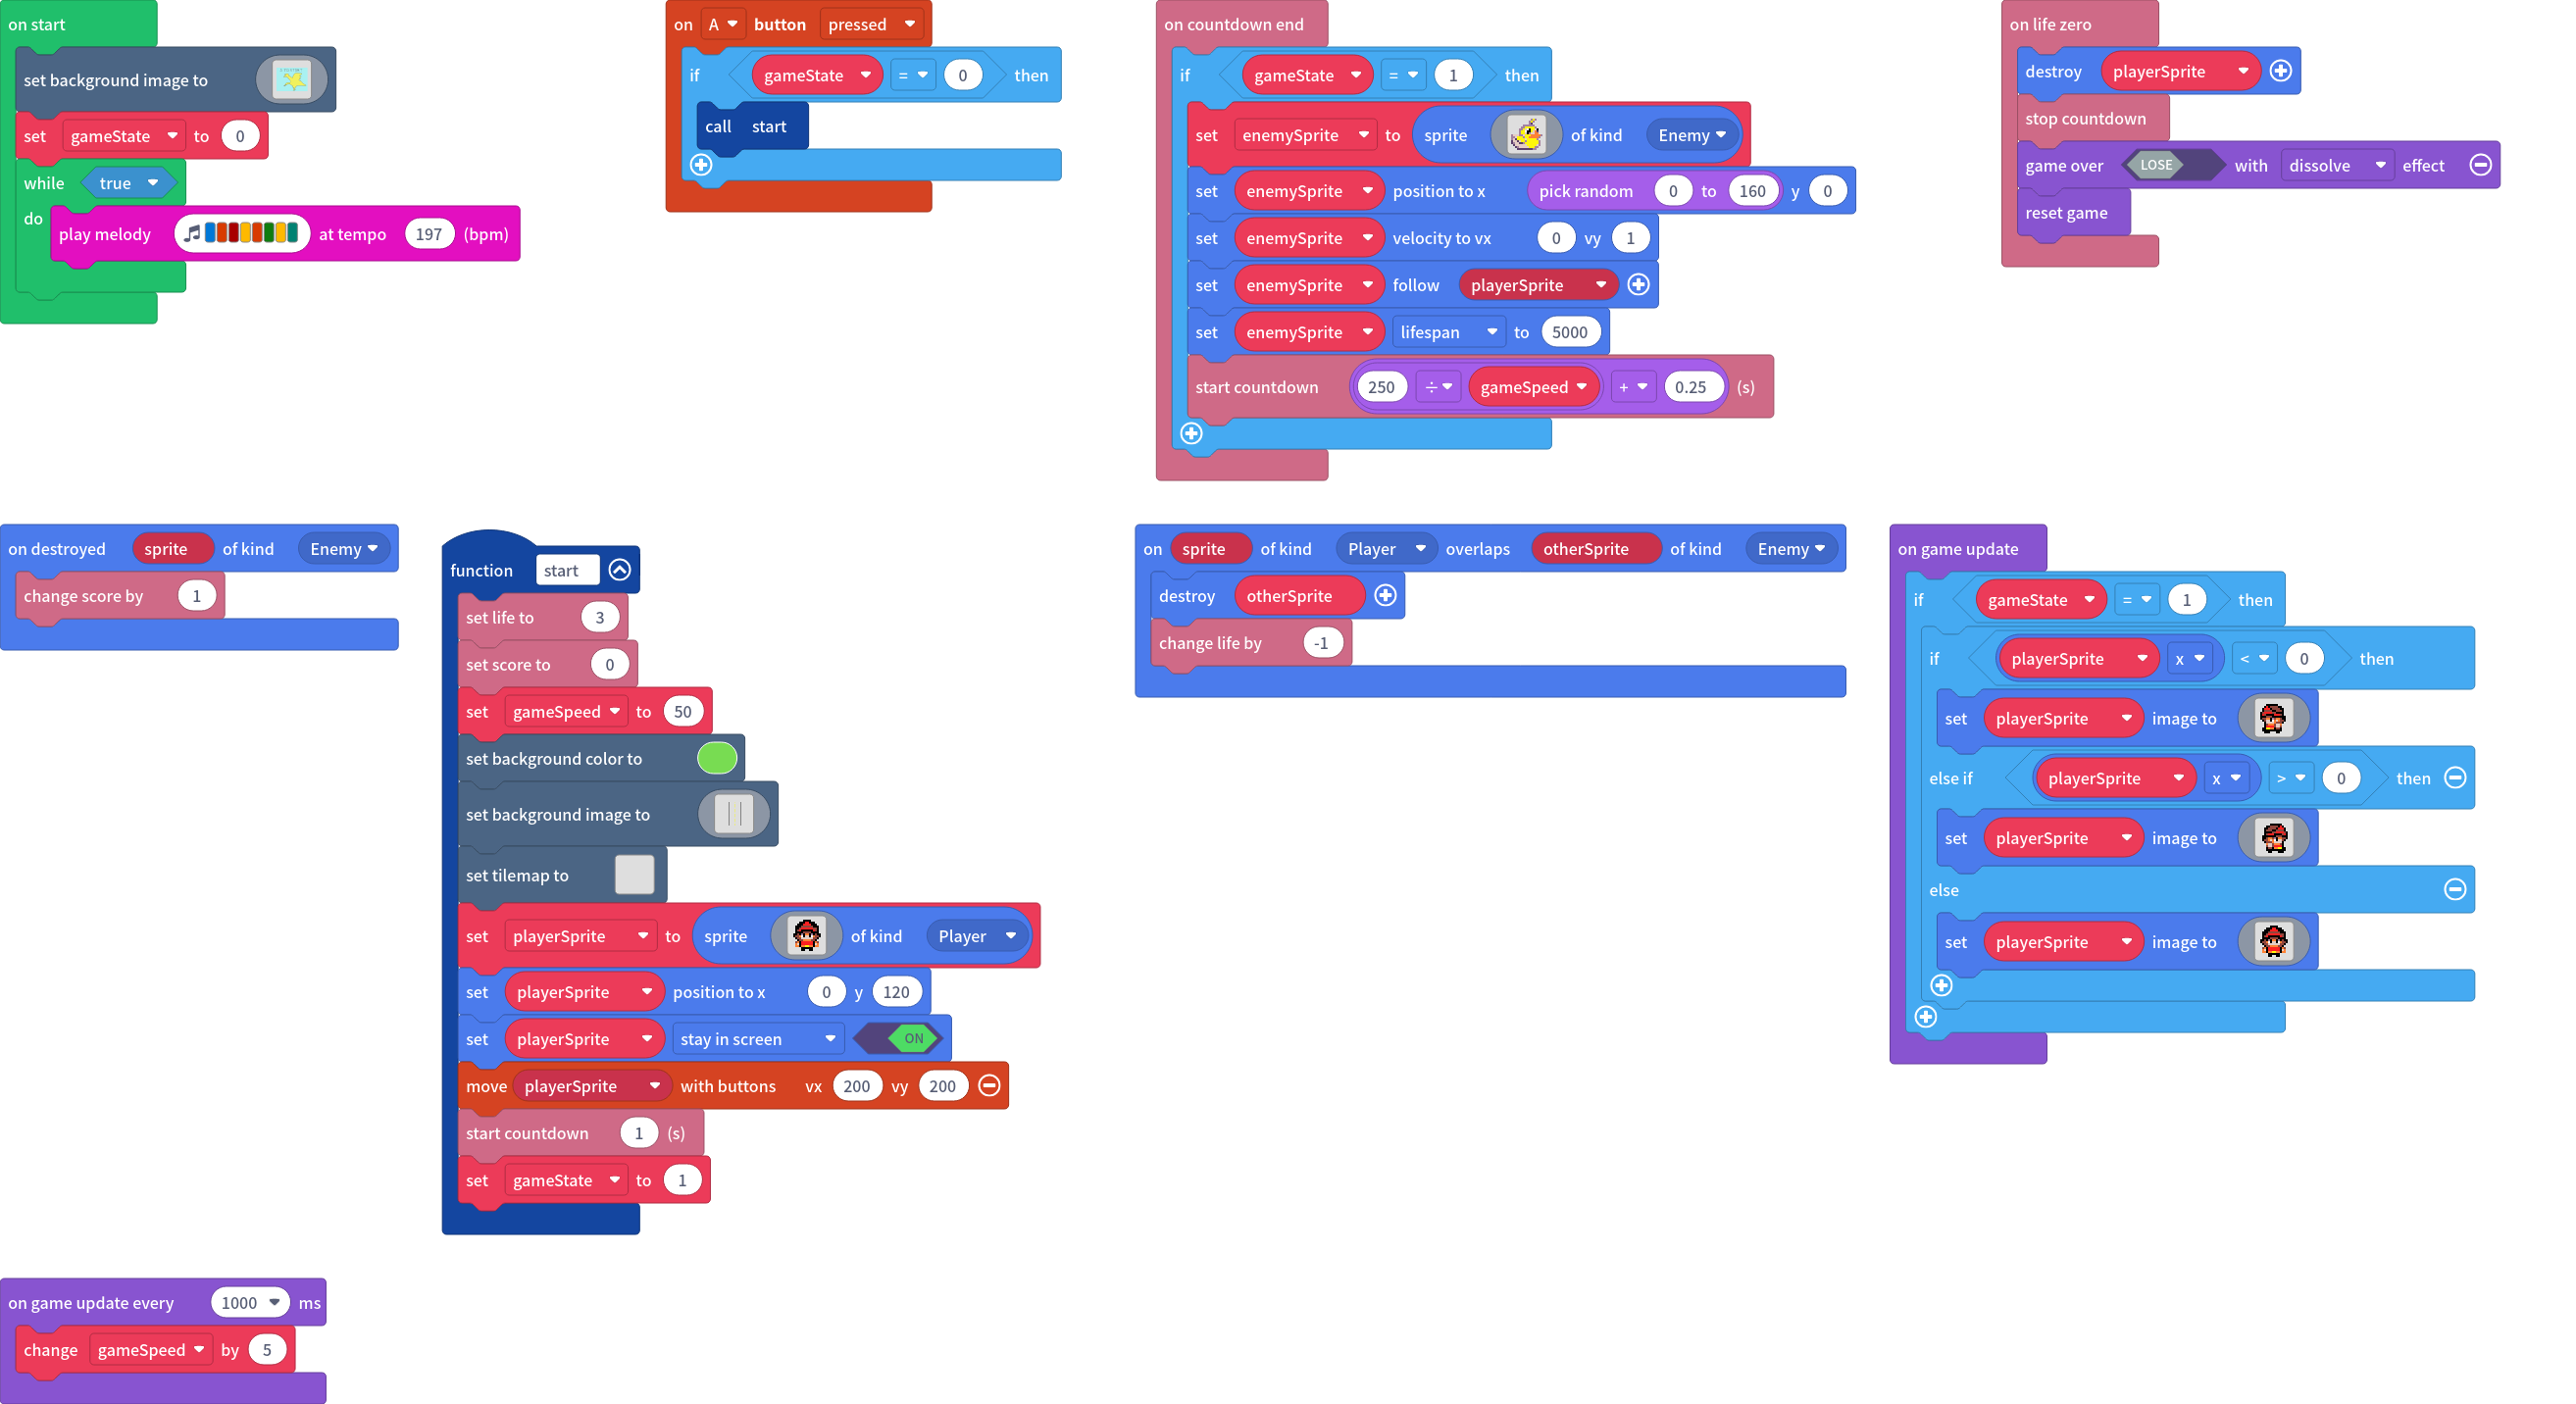 on start
set background image to
set gameState to 0
while true
do
play melody at tempo 197 (bpm)
on A button pressed
if gameState = 0 then
call start
on countdown end
if gameState = 1 then
set enemySprite to sprite of kind Enemy
set enemySprite position to x pick random 0 to 160 y 0
set enemySprite velocity to vx 0 vy 1
set enemySprite follow playerSprite
set enemySprite lifespan to 5000
start countdown 250 ÷ gameSpeed + 0.25 (s)
on life zero
destroy playerSprite
stop countdown
game over LOSE with dissolve effect
reset game
on destroyed sprite of kind Enemy
change score by 1
function start
set life to 3
set score to 0
set gameSpeed to 50
set background color to
set background image to
set tilemap to
set playerSprite to sprite of kind Player
set playerSprite position to x 0 y 120
set playerSprite stay in screen ON
move playerSprite with buttons vx 200 vy 200
start countdown 1 (s)
set gameState to 1
on sprite of kind Player overlaps otherSprite of kind Enemy
destroy otherSprite
change life by -1
on game update
if gameState = 1 then
if playerSprite x < 0 then
set playerSprite image to
else if playerSprite x > 0 then
set playerSprite image to
else
set playerSprite image to
on game update every 1000 ms
change gameSpeed by 5